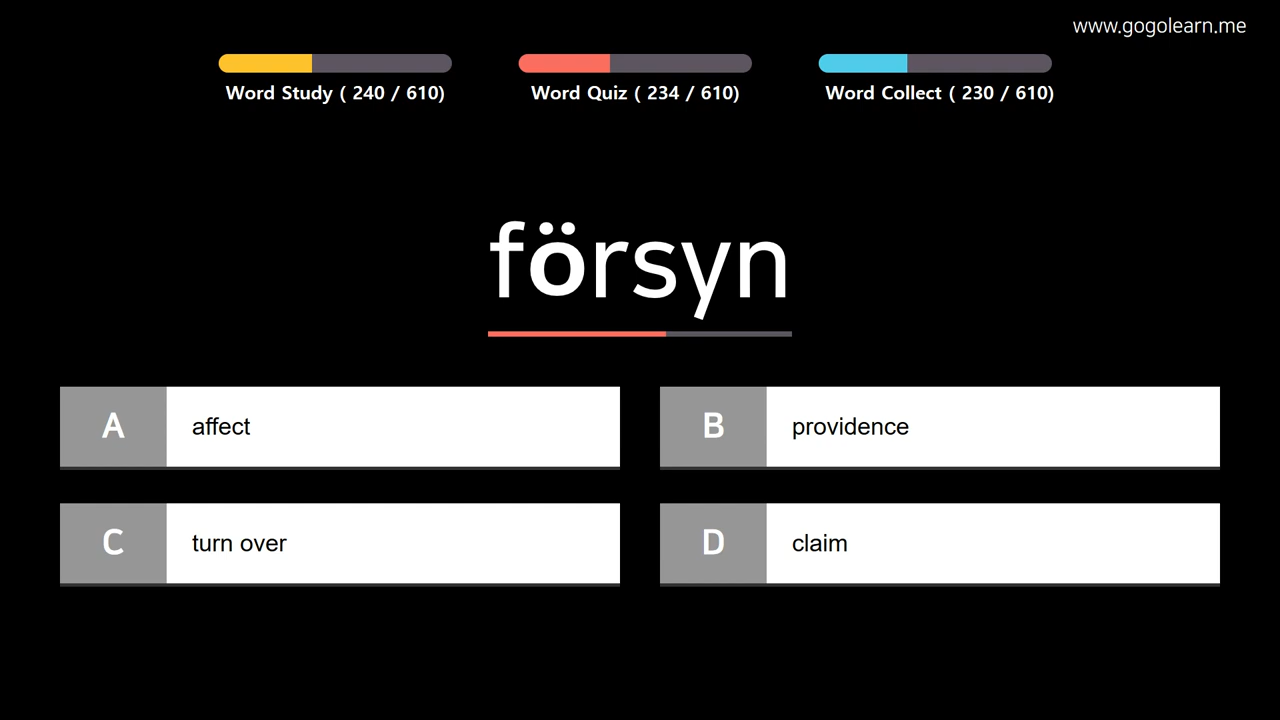 www.gogolearn.me
Word Study ( 240 / 610)
Word Quiz ( 234 / 610)
Word Collect ( 230 / 610)
försyn
A affect
B providence
C turn over
D claim